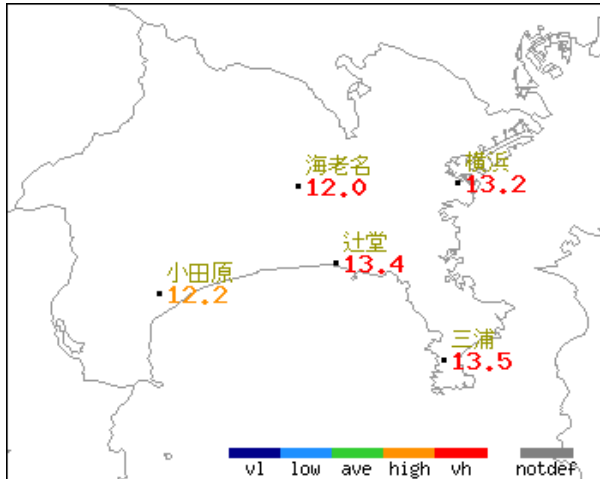 海老名
12.0
横浜
13.2
辻堂
13.4
小田原
12.2
三浦
13.5
vl low ave high vh notdef